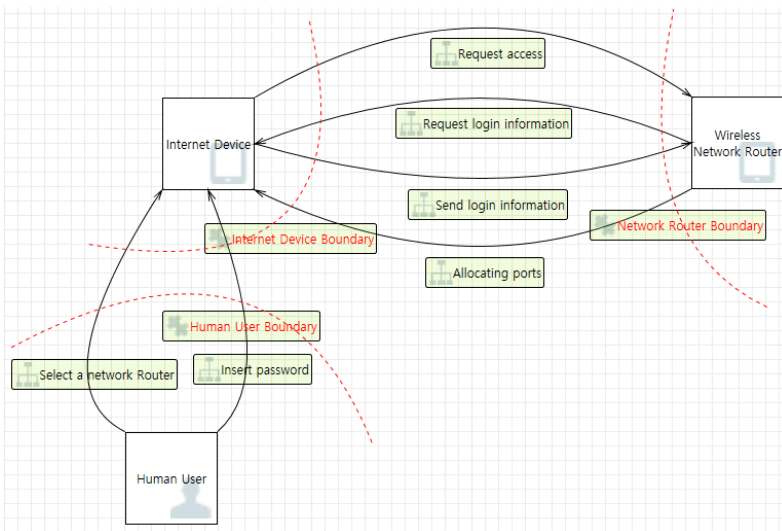 Request access
Internet Device
Request login information
Wireless
Network Router
Send login information
Internet Device Boundary
Network Router Boundary
Allocating ports
Human User Boundary
Select a network Router
Insert password
Human User